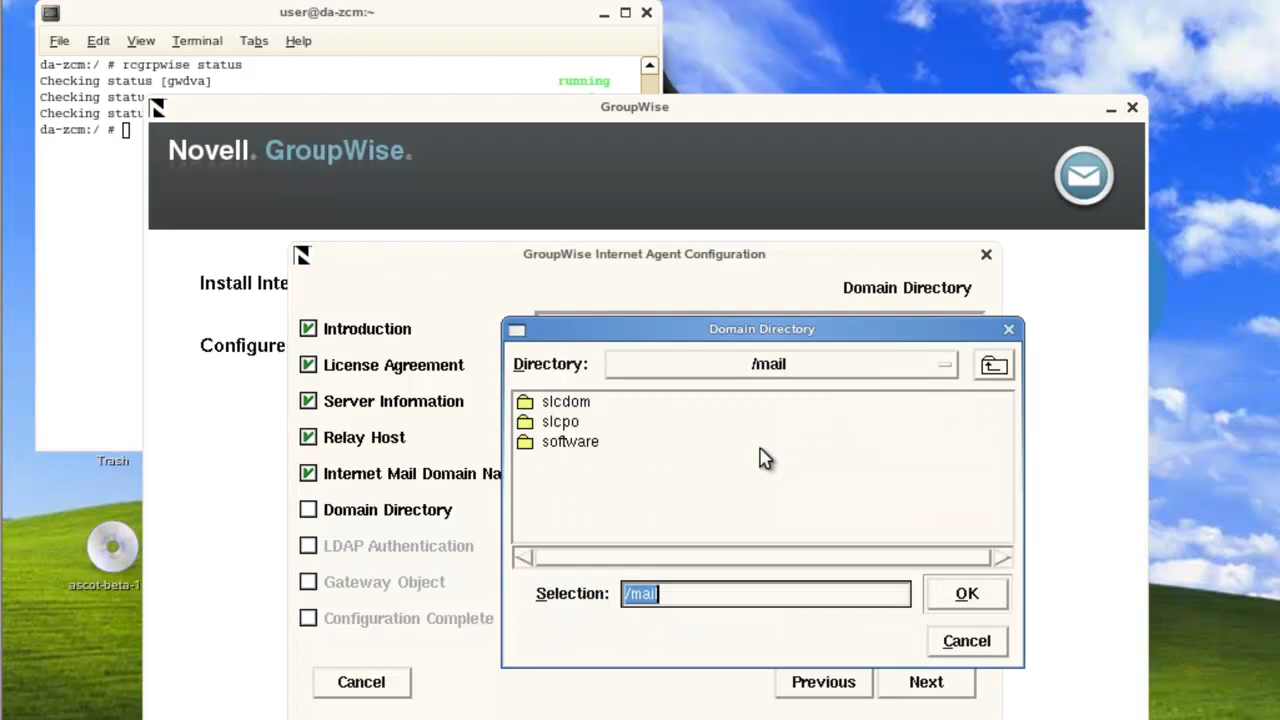 user@da-zcm:~
File Edit View Terminal Tabs Help
da-zcm:/ # rcgrpwise status
Checking status [gwdva] running
Checking statu
Checking statu
da-zcm:/ #
GroupWise
Novell. GroupWise.
Install Inte
Configure
GroupWise Internet Agent Configuration
Domain Directory
Introduction
License Agreement
Server Information
Relay Host
Internet Mail Domain Na
Domain Directory
LDAP Authentication
Gateway Object
Configuration Complete
Cancel Previous Next
Domain Directory
Directory: /mail
slcdom
slcpo
software
Selection: /mail OK
Cancel
Trash
ascot-beta-1